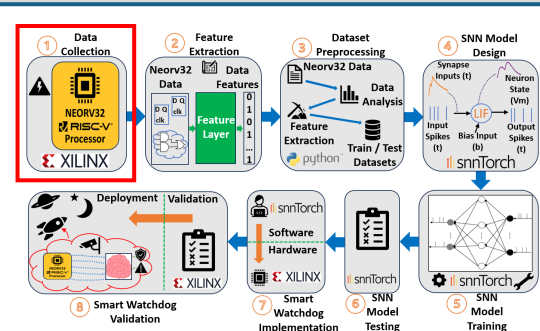 1 Data
Collection
NEORV32
RISC-V
Processor
XILINX
2 Feature
Extraction
Neorv32
Data
Data
Features
D Q
clk
D Q
clk
Feature
Layer
0
1
0
1
...
1
3 Dataset
Preprocessing
Neorv32 Data
Data
Analysis
Feature
Extraction
python
Train / Test
Datasets
4 SNN Model
Design
Synapse
Inputs (t)
Neuron
State
(Vm)
LIF
Input
Spikes
(t)
Bias Input
(b)
Output
Spikes
(t)
snnTorch
snnTorch
5 SNN
Model
Training
snnTorch
6 SNN
Model
Testing
snnTorch
Software
Hardware
XILINX
7 Smart
Watchdog
Implementation
Deployment
Validation
NEORV32
RISC-V
Processor
XILINX
8 Smart Watchdog
Validation